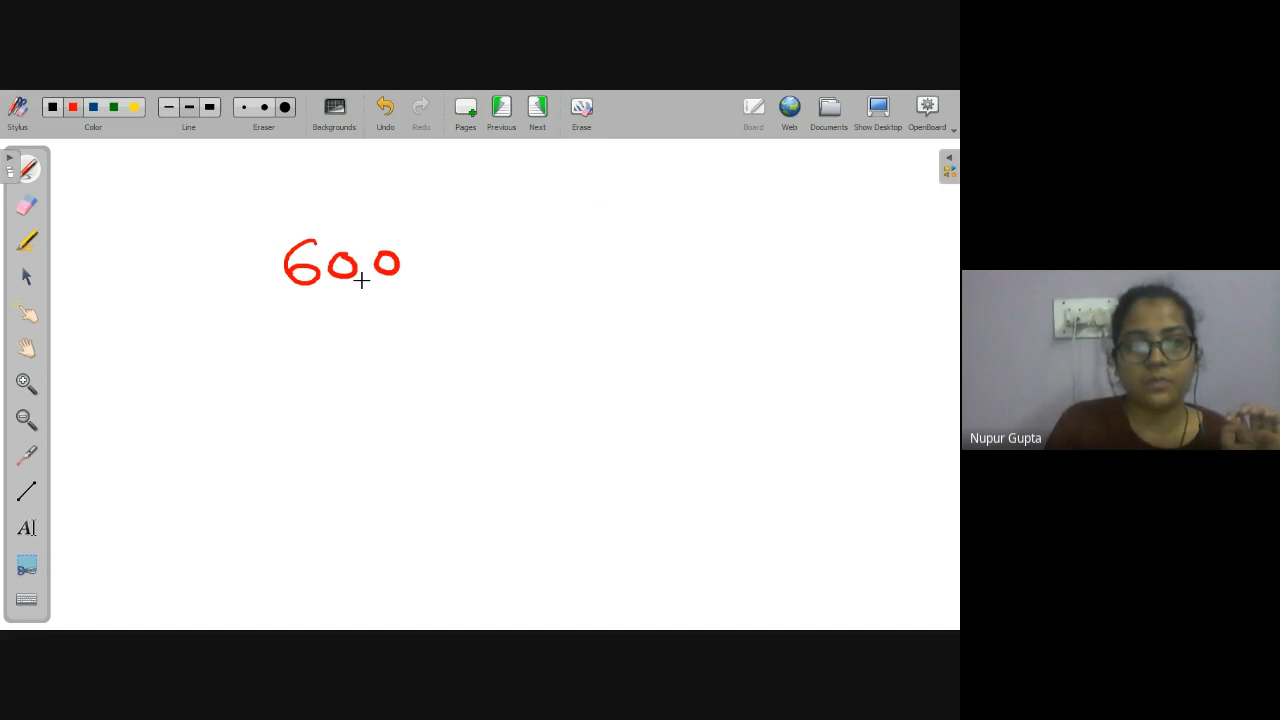 Stylus Color Line Eraser Backgrounds Undo Redo Pages Previous Next Erase Board Web Documents Show Desktop OpenBoard
600
A
Nupur Gupta